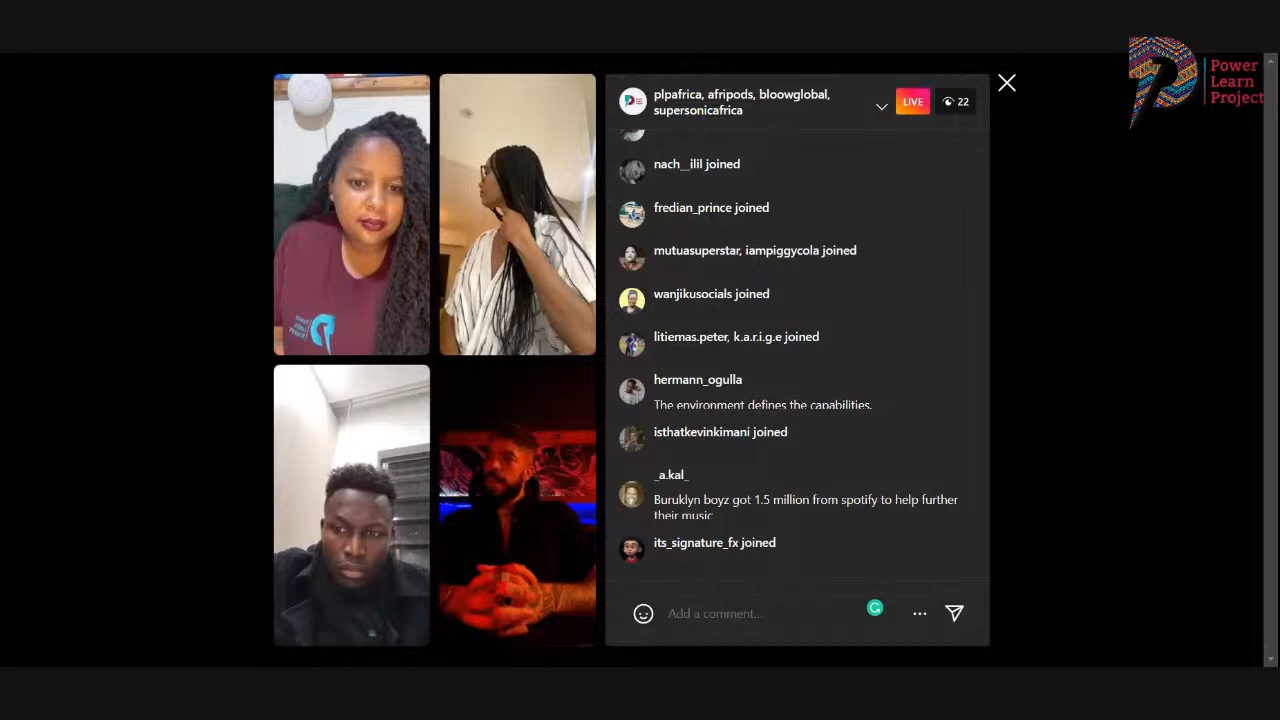 Power
Learn
Project
plpafrica, afripods, bloowglobal,
supersonicafrica
LIVE
22
nach__ilil joined
fredian_prince joined
mutuasuperstar, iampiggycola joined
wanjikusocials joined
litiemas.peter, k.a.r.i.g.e joined
hermann_ogulla
The environment defines the capabilities.
isthatkevinkimani joined
_a.kal_
Buruklyn boyz got 1.5 million from spotify to help further
their music
its_signature_fx joined
Add a comment...